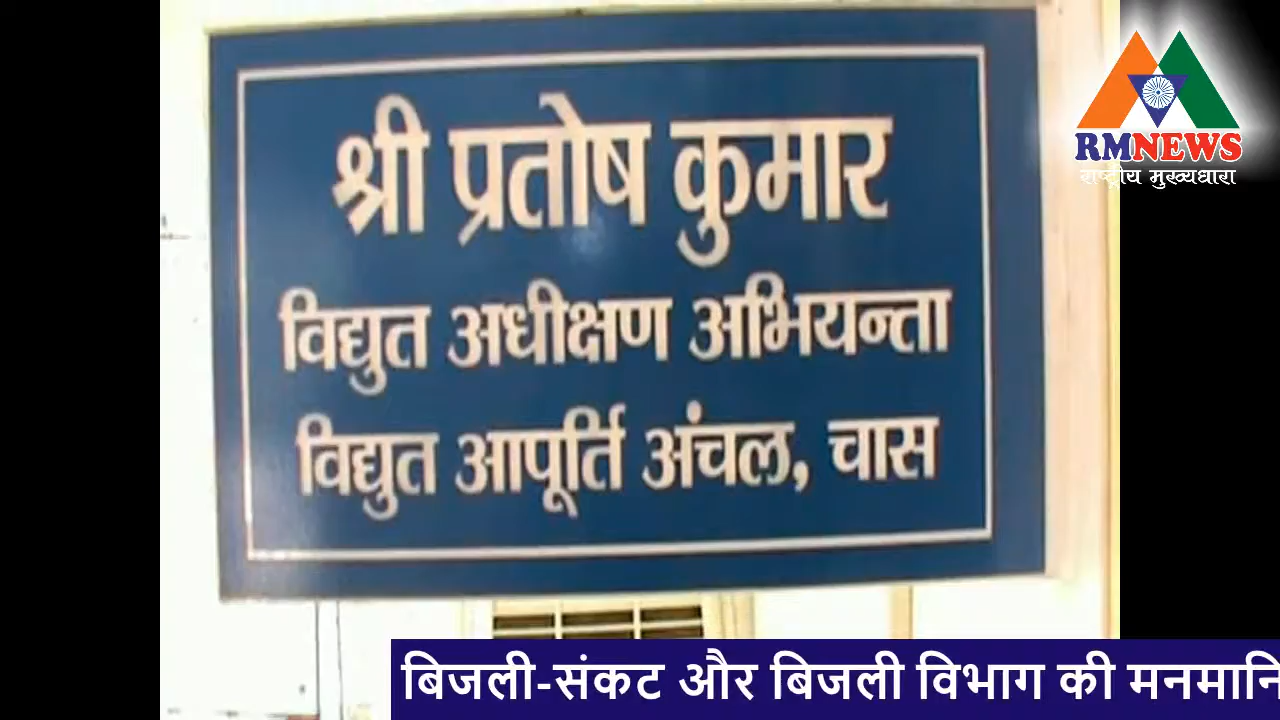 श्री प्रतोष कुमार
विद्युत अधीक्षण अभियन्ता
विद्युत आपूर्ति अंचल, चास
RMNEWS
राष्ट्रीय मुख्यधारा
बिजली-संकट और बिजली विभाग की मनमानि